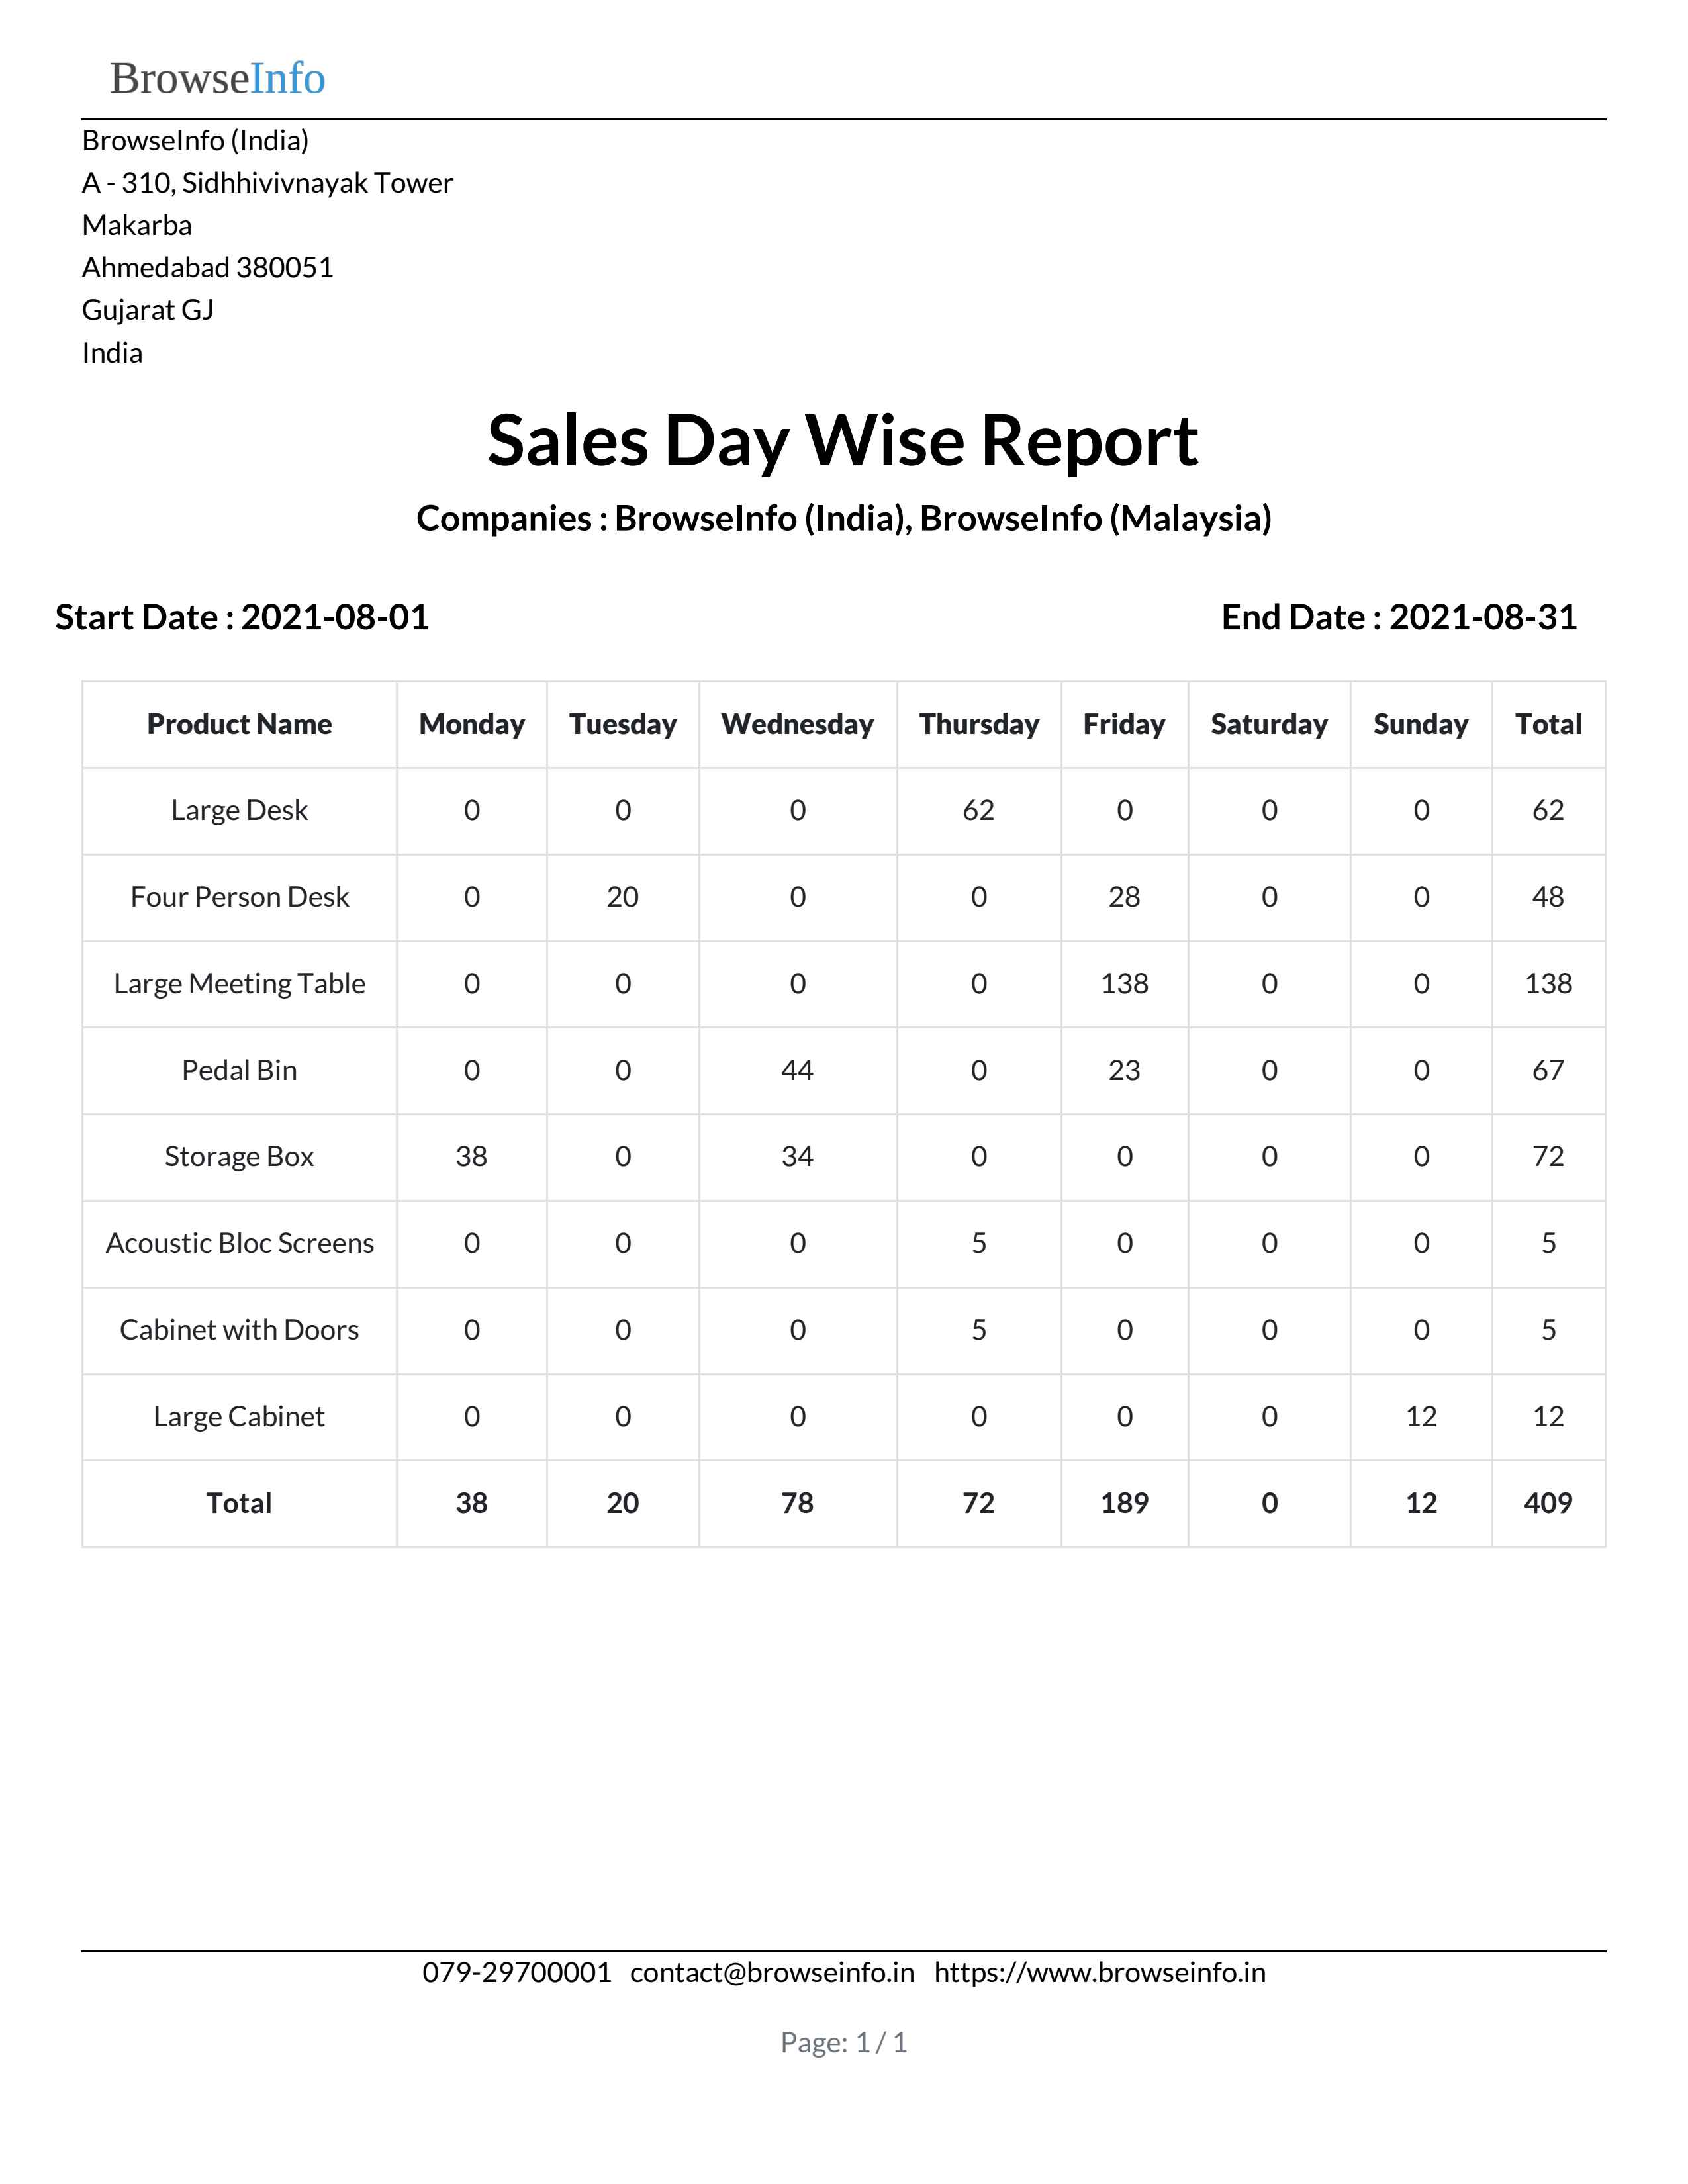 BrowseInfo
BrowseInfo (India)
A - 310, Sidhhivivnayak Tower
Makarba
Ahmedabad 380051
Gujarat GJ
India
Sales Day Wise Report
Companies : BrowseInfo (India), BrowseInfo (Malaysia)
Start Date : 2021-08-01 End Date : 2021-08-31
Product Name Monday Tuesday Wednesday Thursday Friday Saturday Sunday Total
Large Desk 0 0 0 62 0 0 0 62
Four Person Desk 0 20 0 0 28 0 0 48
Large Meeting Table 0 0 0 0 138 0 0 138
Pedal Bin 0 0 44 0 23 0 0 67
Storage Box 38 0 34 0 0 0 0 72
Acoustic Bloc Screens 0 0 0 5 0 0 0 5
Cabinet with Doors 0 0 0 5 0 0 0 5
Large Cabinet 0 0 0 0 0 0 12 12
Total 38 20 78 72 189 0 12 409
079-29700001 contact@browseinfo.in https://www.browseinfo.in
Page: 1 / 1